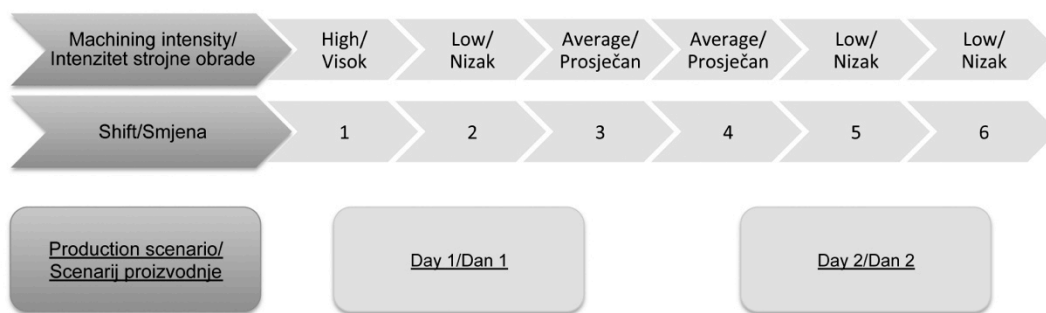 Machining intensity/
Intenzitet strojne obrade
High/
Visok
Low/
Nizak
Average/
Prosječan
Average/
Prosječan
Low/
Nizak
Low/
Nizak
Shift/Smjena
1
2
3
4
5
6
Production scenario/
Scenarij proizvodnje
Day 1/Dan 1
Day 2/Dan 2